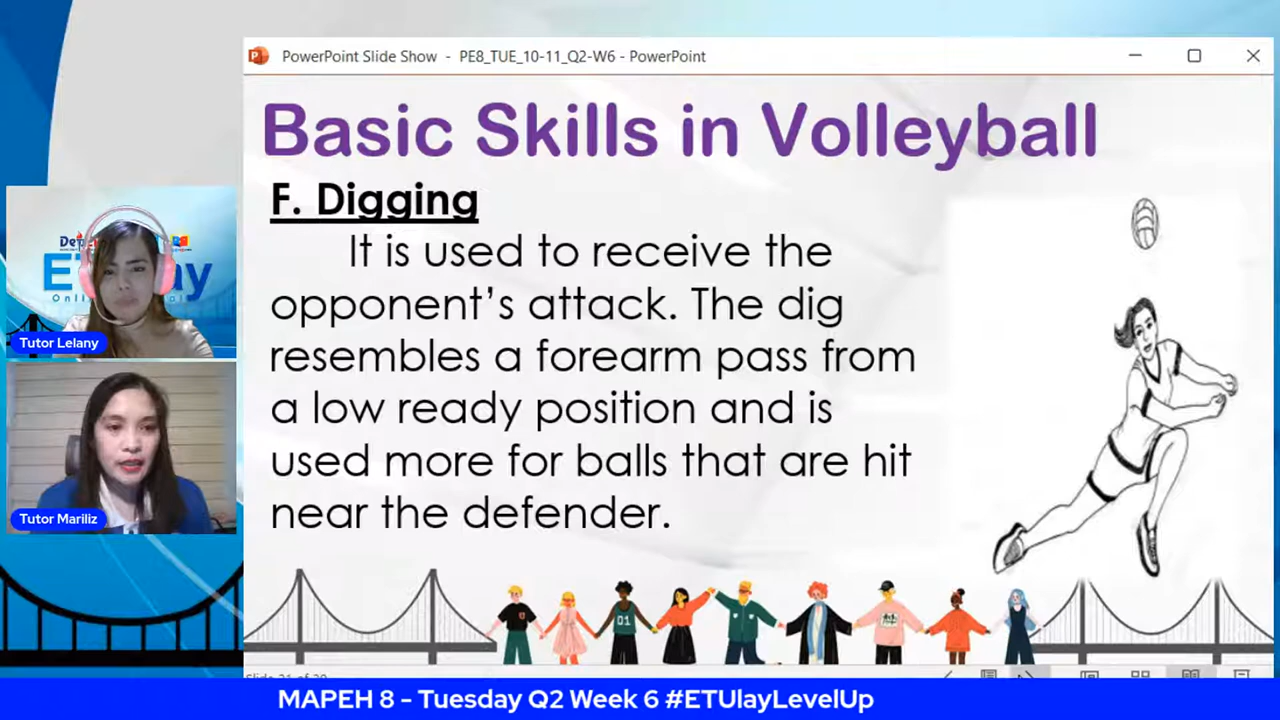 PowerPoint Slide Show - PE8_TUE_10-11_Q2-W6 - PowerPoint
Basic Skills in Volleyball
F. Digging
It is used to receive the
opponent’s attack. The dig
resembles a forearm pass from
a low ready position and is
used more for balls that are hit
near the defender.
Tutor Lelany
Tutor Mariliz
01
MAPEH 8 - Tuesday Q2 Week 6 #ETUlayLevelUp